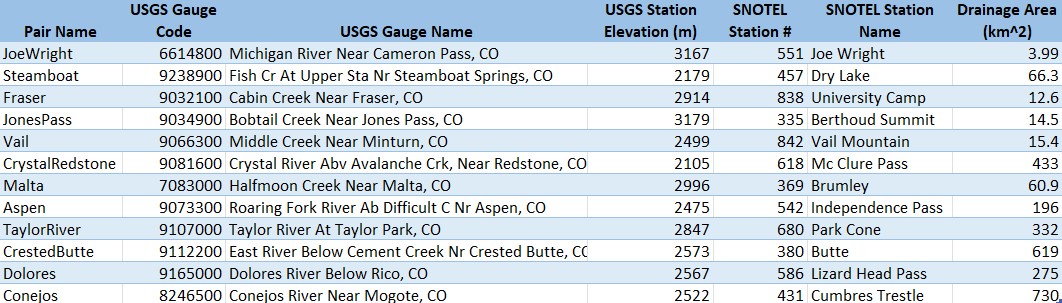 Pair Name USGS Gauge Code USGS Gauge Name USGS Station Elevation (m) SNOTEL Station # SNOTEL Station Name Drainage Area (km^2)
JoeWright 6614800 Michigan River Near Cameron Pass, CO 3167 551 Joe Wright 3.99
Steamboat 9238900 Fish Cr At Upper Sta Nr Steamboat Springs, CO 2179 457 Dry Lake 66.3
Fraser 9032100 Cabin Creek Near Fraser, CO 2914 838 University Camp 12.6
JonesPass 9034900 Bobtail Creek Near Jones Pass, CO 3179 335 Berthoud Summit 14.5
Vail 9066300 Middle Creek Near Minturn, CO 2499 842 Vail Mountain 15.4
CrystalRedstone 9081600 Crystal River Abv Avalanche Crk, Near Redstone, CO 2105 618 Mc Clure Pass 433
Malta 7083000 Halfmoon Creek Near Malta, CO 2996 369 Brumley 60.9
Aspen 9073300 Roaring Fork River Ab Difficult C Nr Aspen, CO 2475 542 Independence Pass 196
TaylorRiver 9107000 Taylor River At Taylor Park, CO 2847 680 Park Cone 332
CrestedButte 9112200 East River Below Cement Creek Nr Crested Butte, CO 2573 380 Butte 619
Dolores 9165000 Dolores River Below Rico, CO 2567 586 Lizard Head Pass 275
Conejos 8246500 Conejos River Near Mogote, CO 2522 431 Cumbres Trestle 730